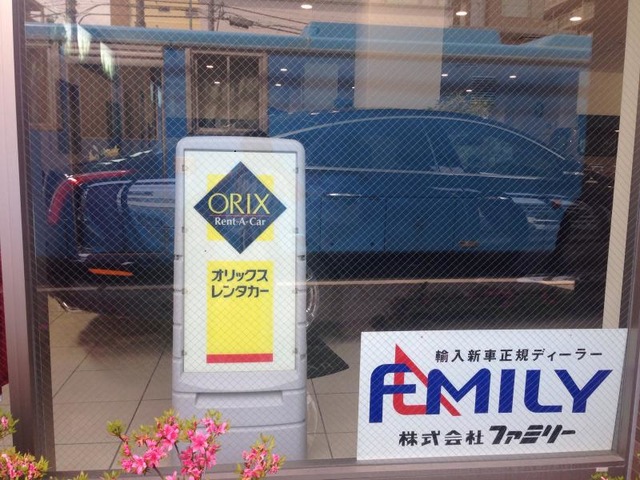 ORIX
Rent-A-Car
オリックス
レンタカー
輸入新車正規ディーラー
FAMILY
株式会社ファミリー